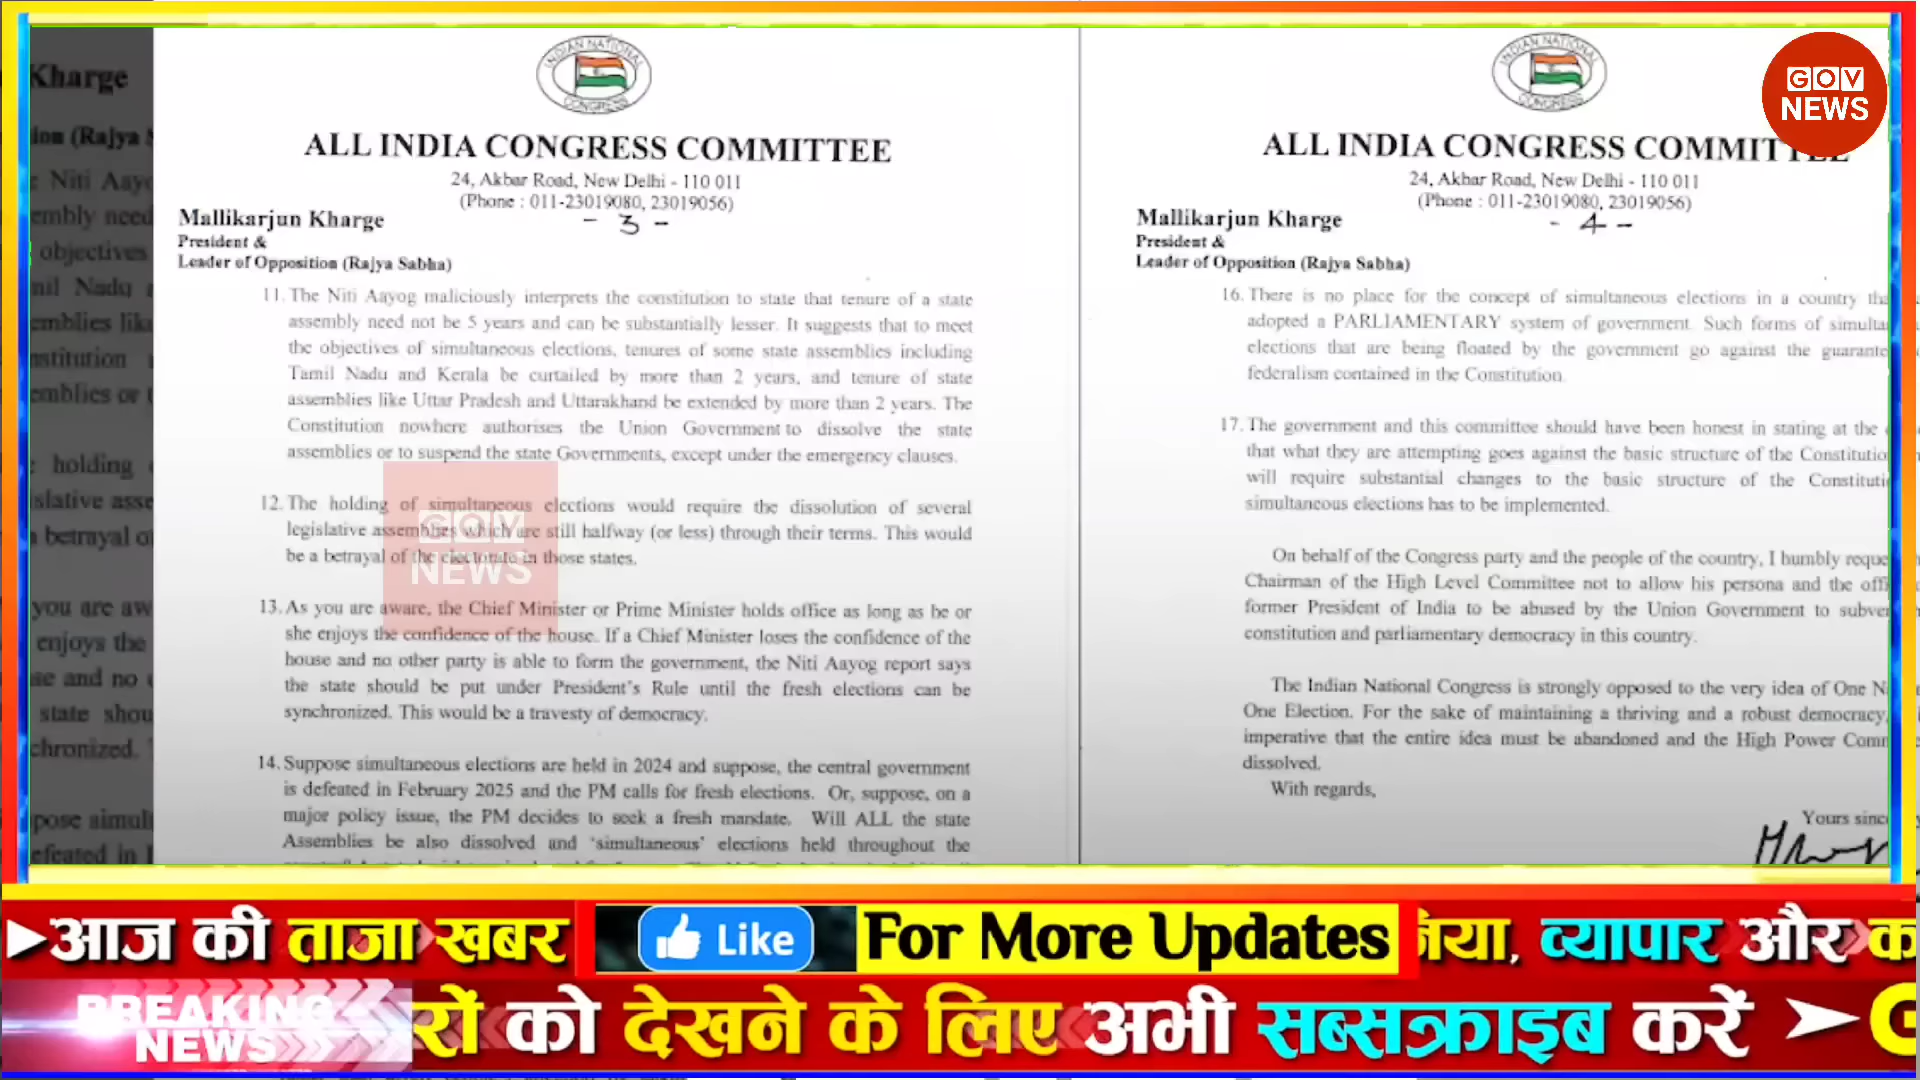 Kharge
ion (Rajya S
Niti Aayo
embly need
objectives
mil Nadu
emblies lik
nstitution
emblies or t
holding
islative asse
betrayal o
you are aw
enjoys the
se and no
state shou
chronized.
pose simul
efeated in
INDIAN NATIONAL
CONGRESS
ALL INDIA CONGRESS COMMITTEE
24, Akbar Road, New Delhi - 110 011
(Phone : 011-23019080, 23019056)
Mallikarjun Kharge
- 3 -
President &
Leader of Opposition (Rajya Sabha)
11. The Niti Aayog maliciously interprets the constitution to state that tenure of a state
assembly need not be 5 years and can be substantially lesser. It suggests that to meet
the objectives of simultaneous elections, tenures of some state assemblies including
Tamil Nadu and Kerala be curtailed by more than 2 years, and tenure of state
assemblies like Uttar Pradesh and Uttarakhand be extended by more than 2 years. The
Constitution nowhere authorises the Union Government to dissolve the state
assemblies or to suspend the state Governments, except under the emergency clauses.
12. The holding of simultaneous elections would require the dissolution of several
legislative assemblies which are still halfway (or less) through their terms. This would
be a betrayal of the electorate in those states.
13. As you are aware, the Chief Minister or Prime Minister holds office as long as he or
she enjoys the confidence of the house. If a Chief Minister loses the confidence of the
house and no other party is able to form the government, the Niti Aayog report says
the state should be put under President's Rule until the fresh elections can be
synchronized. This would be a travesty of democracy.
14. Suppose simultaneous elections are held in 2024 and suppose, the central government
is defeated in February 2025 and the PM calls for fresh elections. Or, suppose, on a
major policy issue, the PM decides to seek a fresh mandate. Will ALL the state
Assemblies be also dissolved and 'simultaneous' elections held throughout the
GOV
NEWS
INDIAN NATIONAL
CONGRESS
ALL INDIA CONGRESS COMMITTEE
24, Akbar Road, New Delhi - 110 011
(Phone : 011-23019080, 23019056)
Mallikarjun Kharge
- 4 -
President &
Leader of Opposition (Rajya Sabha)
16. There is no place for the concept of simultaneous elections in a country tha
adopted a PARLIAMENTARY system of government. Such forms of simulta
elections that are being floated by the government go against the guarante
federalism contained in the Constitution.
17. The government and this committee should have been honest in stating at the
that what they are attempting goes against the basic structure of the Constitutio
will require substantial changes to the basic structure of the Constituti
simultaneous elections has to be implemented.
On behalf of the Congress party and the people of the country, I humbly reque
Chairman of the High Level Committee not to allow his persona and the offi
former President of India to be abused by the Union Government to subver
constitution and parliamentary democracy in this country.
The Indian National Congress is strongly opposed to the very idea of One N
One Election. For the sake of maintaining a thriving and a robust democracy,
imperative that the entire idea must be abandoned and the High Power Comm
dissolved.
With regards,
Yours since
GOV
NEWS
आज की ताजा खबर
Like
For More Updates
नेया, व्यापार और क
BREAKING
NEWS
रों को देखने के लिए अभी सब्सक्राइब करें
G